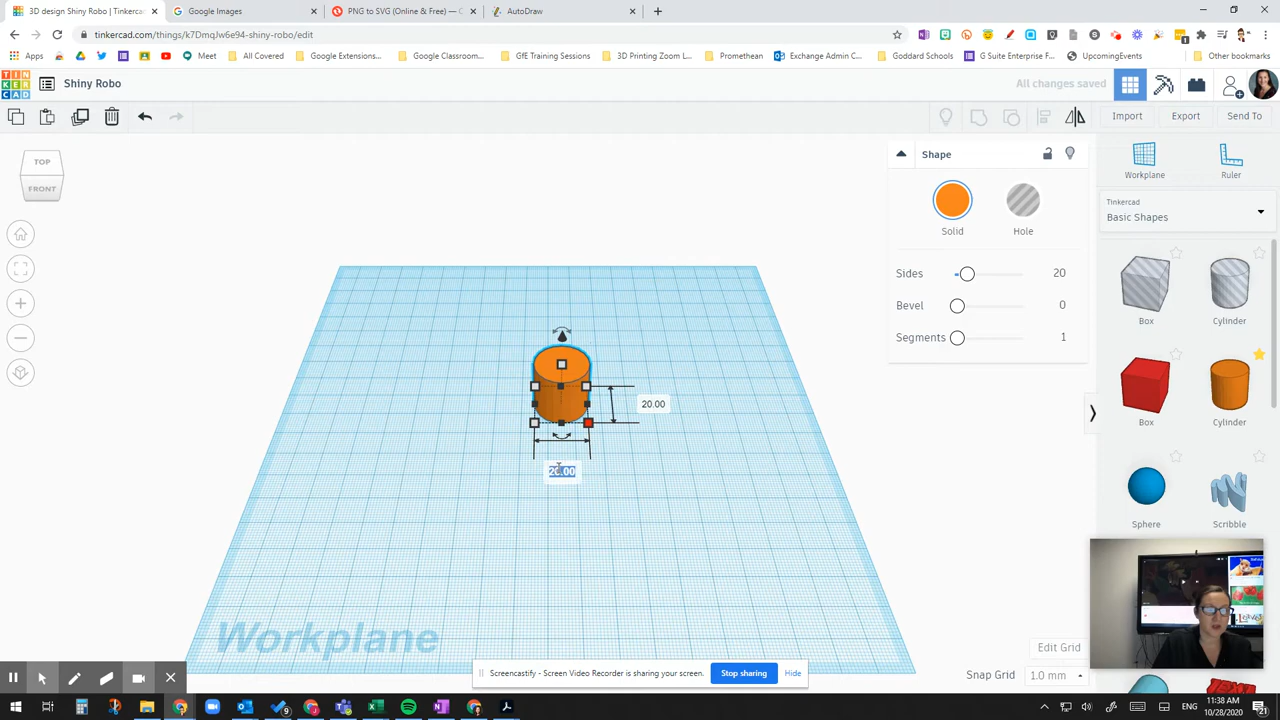 3D design Shiny Robo | Tinkerca
Google Images
PNG to SVG (Online & Free) — C
AutoDraw
tinkercad.com/things/k7DmqJw6e94-shiny-robo/edit
Apps
Meet
All Covered
Google Extensions...
Google Classroom...
GfE Training Sessions
3D Printing Zoom L...
Promethean
Exchange Admin C...
Goddard Schools
G Suite Enterprise F...
UpcomingEvents
Other bookmarks
TIN
KER
CAD
Shiny Robo
All changes saved
Import
Export
Send To
TOP
FRONT
Shape
Solid
Hole
Sides
20
Bevel
0
Segments
1
Workplane
Ruler
Tinkercad
Basic Shapes
Box
Cylinder
Box
Cylinder
Sphere
Scribble
20.00
20.00
Workplane
Edit Grid
Snap Grid
1.0 mm
Screencastify - Screen Video Recorder is sharing your screen.
Stop sharing
Hide
11:38 AM
10/28/2020
21